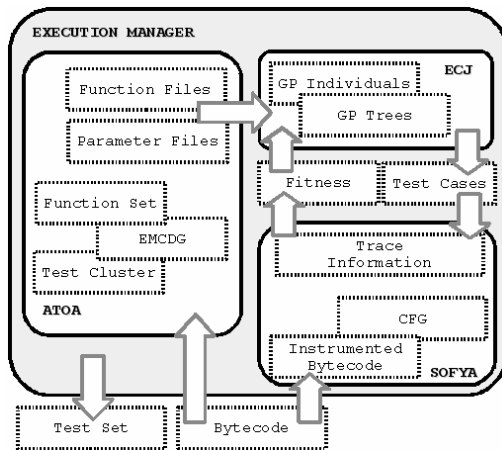 EXECUTION MANAGER
Function Files
Parameter Files
Function Set
EMCDG
Test Cluster
ATOA
ECJ
GP Individuals
GP Trees
Fitness
Test Cases
Trace
Information
CFG
Instrumented
Bytecode
SOFYA
Test Set
Bytecode